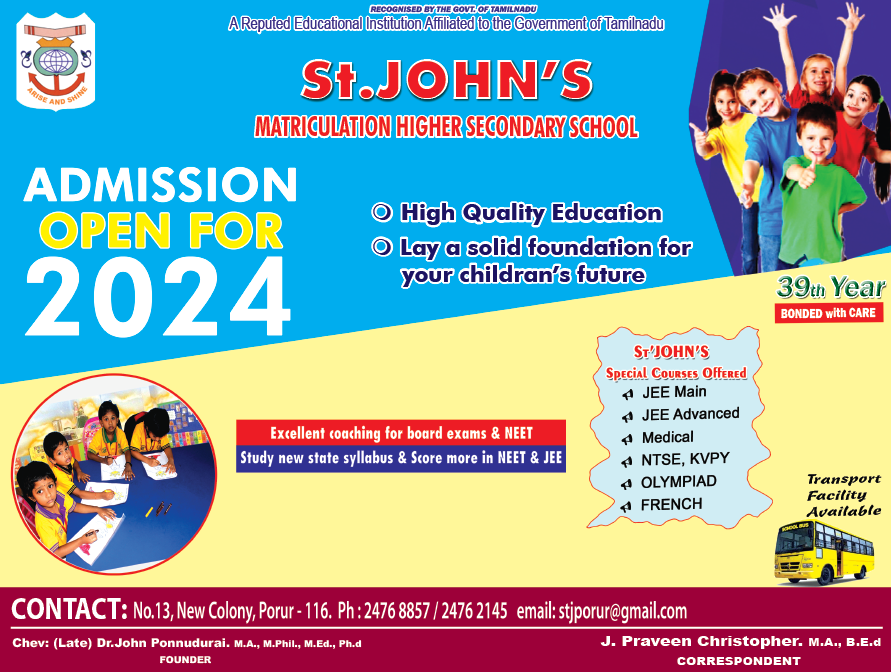 RECOGNISED BY THE GOVT. OF TAMILNADU
A Reputed Educational Institution Affiliated to the Government of Tamilnadu
ARISE AND SHINE
St.JOHN'S
MATRICULATION HIGHER SECONDARY SCHOOL
ADMISSION
OPEN FOR
2024
High Quality Education
Lay a solid foundation for
your childran's future
39th Year
BONDED with CARE
ST'JOHN'S
Special Courses Offered
JEE Main
JEE Advanced
Medical
NTSE, KVPY
OLYMPIAD
FRENCH
Excellent coaching for board exams & NEET
Study new state syllabus & Score more in NEET & JEE
Transport
Facility
Available
SCHOOL BUS
CONTACT: No.13, New Colony, Porur - 116. Ph : 2476 8857 / 2476 2145 email: stjporur@gmail.com
Chev: (Late) Dr.John Ponnudurai. M.A., M.Phil., M.Ed., Ph.d
FOUNDER
J. Praveen Christopher. M.A., B.E.d
CORRESPONDENT